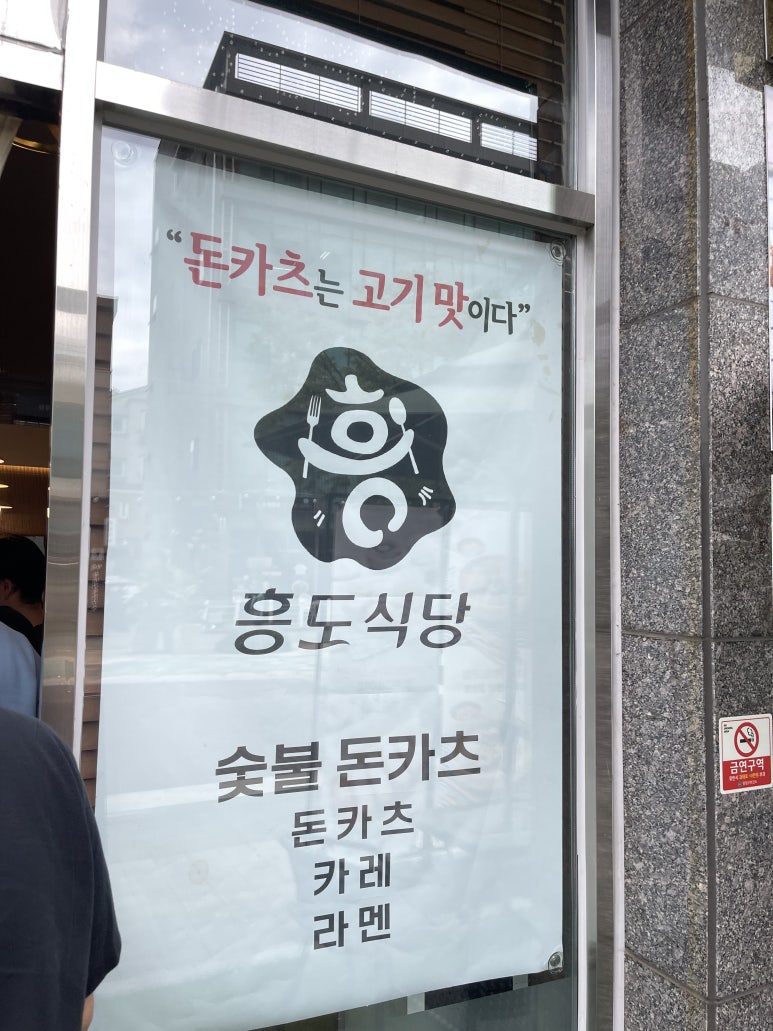 “돈카츠는 고기 맛이다”
흥
흥도식당
숯불 돈카츠
돈카츠
카레
라멘
금연구역